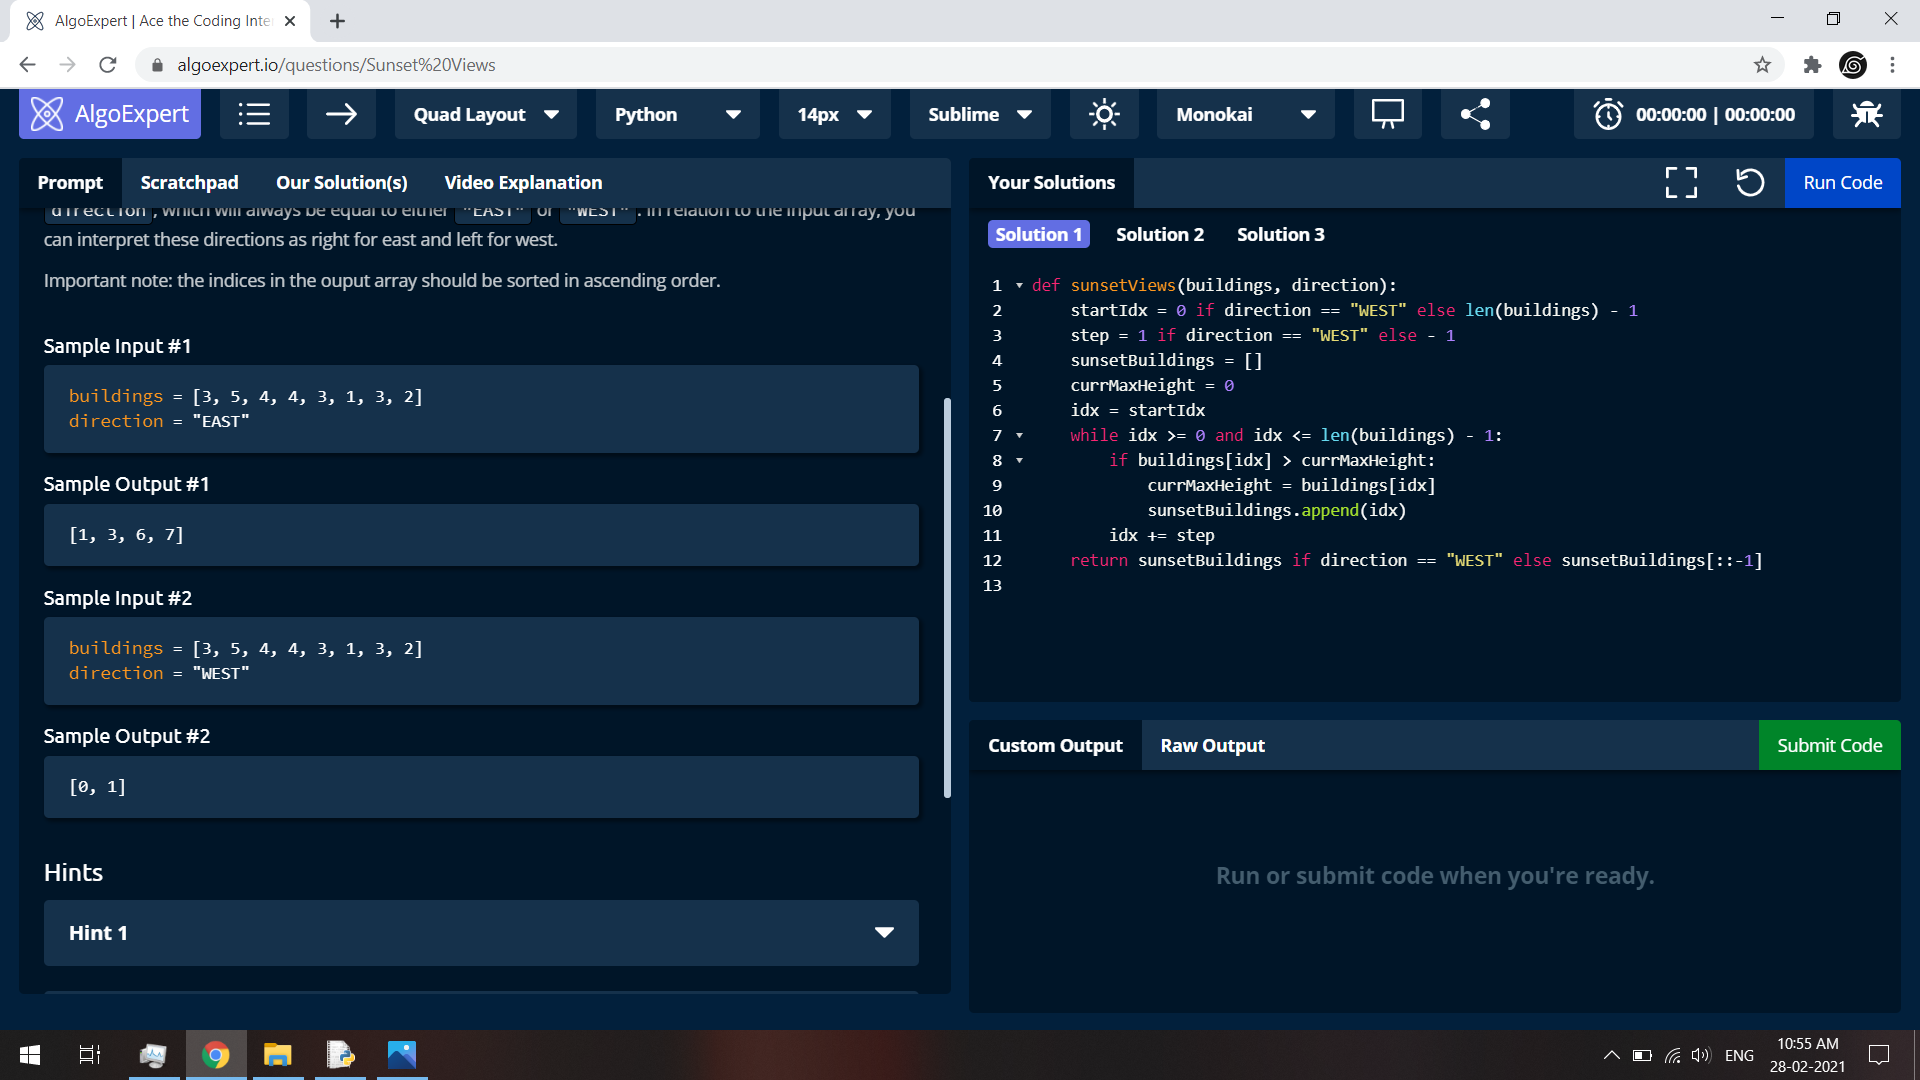 AlgoExpert | Ace the Coding Inte
algoexpert.io/questions/Sunset%20Views
AlgoExpert
Quad Layout
Python
14px
Sublime
Monokai
00:00:00 | 00:00:00
Prompt
Scratchpad
Our Solution(s)
Video Explanation
direction, which will always be equal to either "EAST" or "WEST". In relation to the input array, you
can interpret these directions as right for east and left for west.
Important note: the indices in the ouput array should be sorted in ascending order.
Sample Input #1
buildings = [3, 5, 4, 4, 3, 1, 3, 2]
direction = "EAST"
Sample Output #1
[1, 3, 6, 7]
Sample Input #2
buildings = [3, 5, 4, 4, 3, 1, 3, 2]
direction = "WEST"
Sample Output #2
[0, 1]
Hints
Hint 1
Your Solutions
Run Code
Solution 1
Solution 2
Solution 3
1 def sunsetViews(buildings, direction):
2 startIdx = 0 if direction == "WEST" else len(buildings) - 1
3 step = 1 if direction == "WEST" else - 1
4 sunsetBuildings = []
5 currMaxHeight = 0
6 idx = startIdx
7 while idx >= 0 and idx <= len(buildings) - 1:
8 if buildings[idx] > currMaxHeight:
9 currMaxHeight = buildings[idx]
10 sunsetBuildings.append(idx)
11 idx += step
12 return sunsetBuildings if direction == "WEST" else sunsetBuildings[::-1]
13
Custom Output
Raw Output
Submit Code
Run or submit code when you're ready.
ENG
10:55 AM
28-02-2021